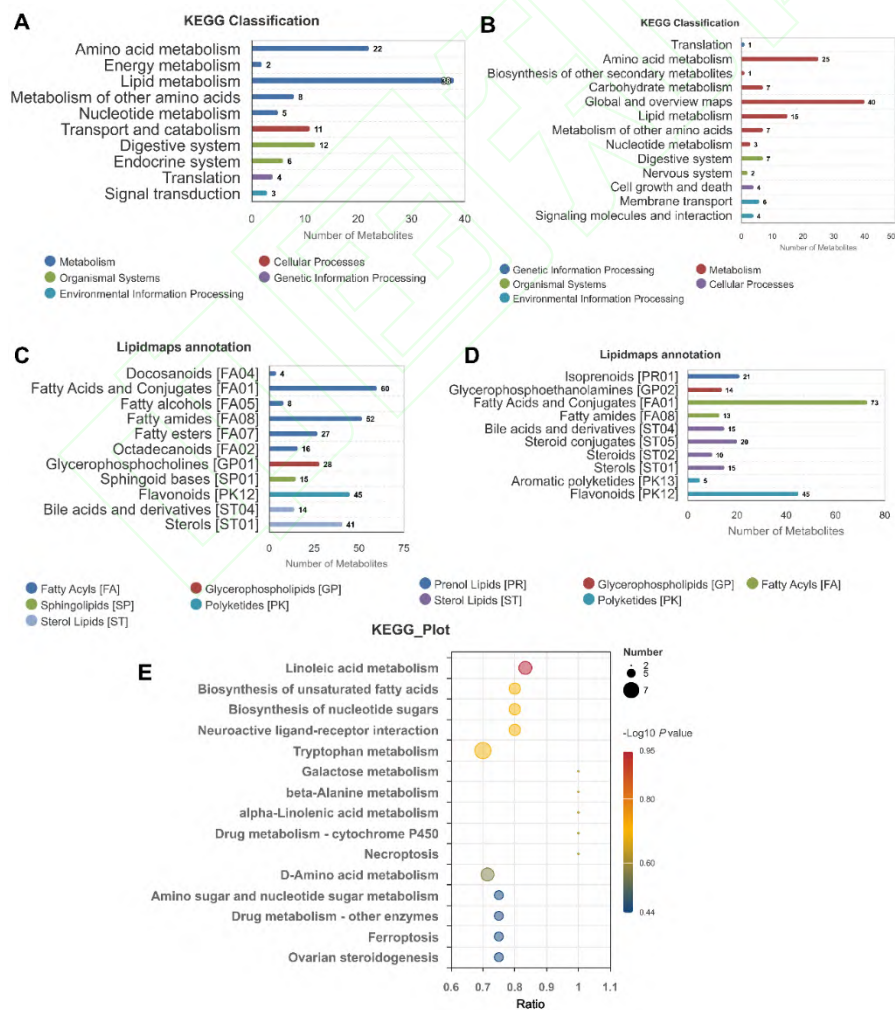 A
KEGG Classification
Amino acid metabolism 22
Energy metabolism 2
Lipid metabolism 38
Metabolism of other amino acids 8
Nucleotide metabolism 5
Transport and catabolism 11
Digestive system 12
Endocrine system 6
Translation 4
Signal transduction 3
0 10 20 30 40
Number of Metabolites
Metabolism Cellular Processes
Organismal Systems Genetic Information Processing
Environmental Information Processing
B
KEGG Classification
Translation 1
Amino acid metabolism 25
Biosynthesis of other secondary metebolites 1
Carbohydrate metabolism 7
Global and overview maps 40
Lipid metabolism 15
Metabolism of other amino acids 7
Nucleotide metabolism 3
Digestive system 7
Nervous system 2
Cell growth and death 4
Membrane transport 6
Signaling molecules and interaction 4
0 10 20 30 40 50
Number of Metabolites
Genetic Information Processing Metabolism
Organismal Systems Cellular Processes
Environmental Information Processing
C
Lipidmaps annotation
Docosanoids [FA04] 4
Fatty Acids and Conjugates [FA01] 60
Fatty alcohols [FA05] 8
Fatty amides [FA08] 52
Fatty esters [FA07] 27
Octadecanoids [FA02] 16
Glycerophosphocholines [GP01] 28
Sphingoid bases [SP01] 15
Flavonoids [PK12] 45
Bile acids and derivatives [ST04] 14
Sterols [ST01] 41
0 25 50 75
Number of Metabolites
Fatty Acyls [FA] Glycerophospholipids [GP]
Sphingolipids [SP] Polyketides [PK]
Sterol Lipids [ST]
D
Lipidmaps annotation
Isoprenoids [PR01] 21
Glycerophosphoethanolamines [GP02] 14
Fatty Acids and Conjugates [FA01] 73
Fatty amides [FA08] 13
Bile acids and derivatives [ST04] 15
Steroid conjugates [ST05] 20
Steroids [ST02] 10
Sterols [ST01] 15
Aromatic polyketides [PK13] 5
Flavonoids [PK12] 45
0 20 40 60 80
Number of Metabolites
Prenol Lipids [PR] Glycerophospholipids [GP] Fatty Acyls [FA]
Sterol Lipids [ST] Polyketides [PK]
E
KEGG_Plot
Linoleic acid metabolism
Biosynthesis of unsaturated fatty acids
Biosynthesis of nucleotide sugars
Neuroactive ligand-receptor interaction
Tryptophan metabolism
Galactose metabolism
beta-Alanine metabolism
alpha-Linolenic acid metabolism
Drug metabolism - cytochrome P450
Necroptosis
D-Amino acid metabolism
Amino sugar and nucleotide sugar metabolism
Drug metabolism - other enzymes
Ferroptosis
Ovarian steroidogenesis
0.6 0.7 0.8 0.9 1 1.1
Ratio
Number
2
5
7
-Log10 P value
0.95
0.80
0.60
0.44